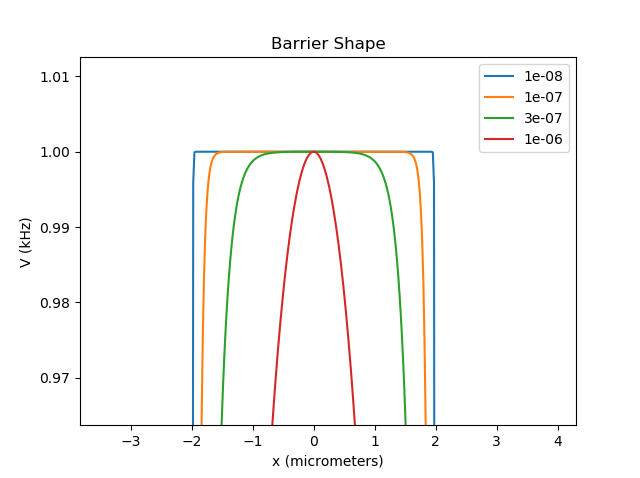 Barrier Shape
1e-08
1e-07
3e-07
1e-06
1.01
1.00
0.99
0.98
0.97
V (kHz)
−3 −2 −1 0 1 2 3 4
x (micrometers)